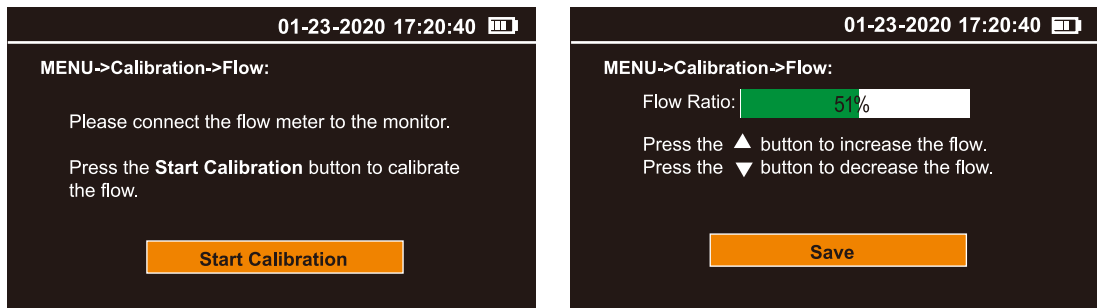 01-23-2020 17:20:40
MENU->Calibration->Flow:
Please connect the flow meter to the monitor.
Press the Start Calibration button to calibrate
the flow.
Start Calibration
01-23-2020 17:20:40
MENU->Calibration->Flow:
Flow Ratio: 51%
Press the ▲ button to increase the flow.
Press the ▼ button to decrease the flow.
Save